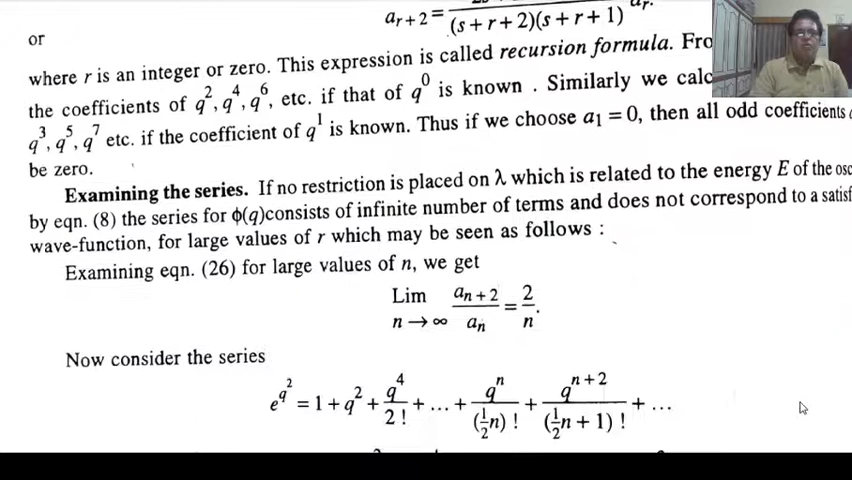 a_{r+2} = / (s+r+2)(s+r+1) a_r.
or
where r is an integer or zero. This expression is called recursion formula.
the coefficients of q^2, q^4, q^6, etc. if that of q^0 is known . Similarly we
q^3, q^5, q^7 etc. if the coefficient of q^1 is known. Thus if we choose a_1 = 0, then all odd coefficients
be zero.
Examining the series. If no restriction is placed on λ which is related to the energy E of the
by eqn. (8) the series for ϕ(q)consists of infinite number of terms and does not correspond to a
wave-function, for large values of r which may be seen as follows :
Examining eqn. (26) for large values of n, we get
Lim_{n → ∞} a_{n+2} / a_n = 2/n.
Now consider the series
e^{q^2} = 1 + q^2 + q^4/2! + ... + q^n/(½n)! + q^{n+2}/(½n + 1)! + ...